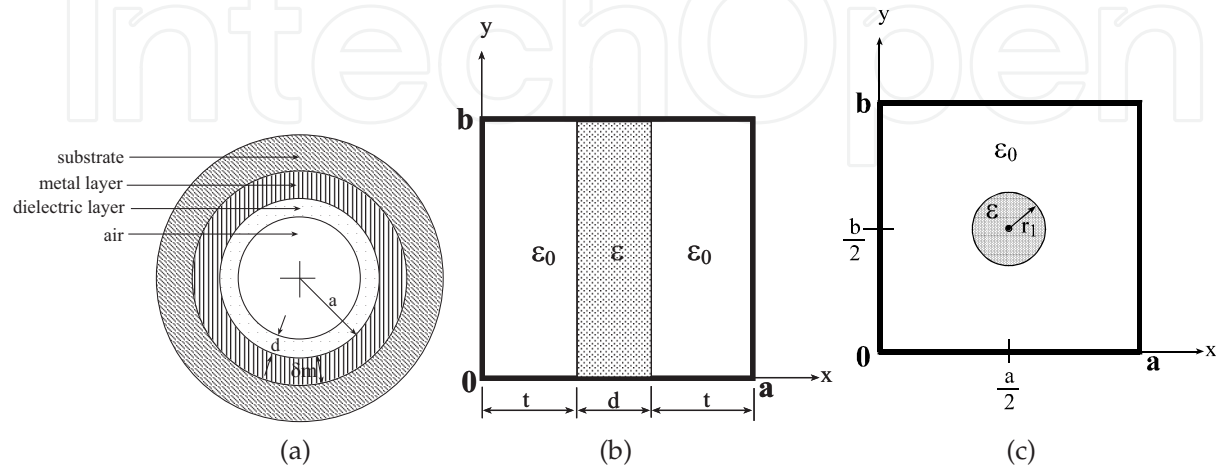 IntechOpen
substrate
metal layer
dielectric layer
air
a
d
δm
(a)
y
b
ε₀
ε
ε₀
0
a
x
t
d
t
(b)
y
b
ε₀
ε
r₁
b
2
0
a
x
a
2
(c)